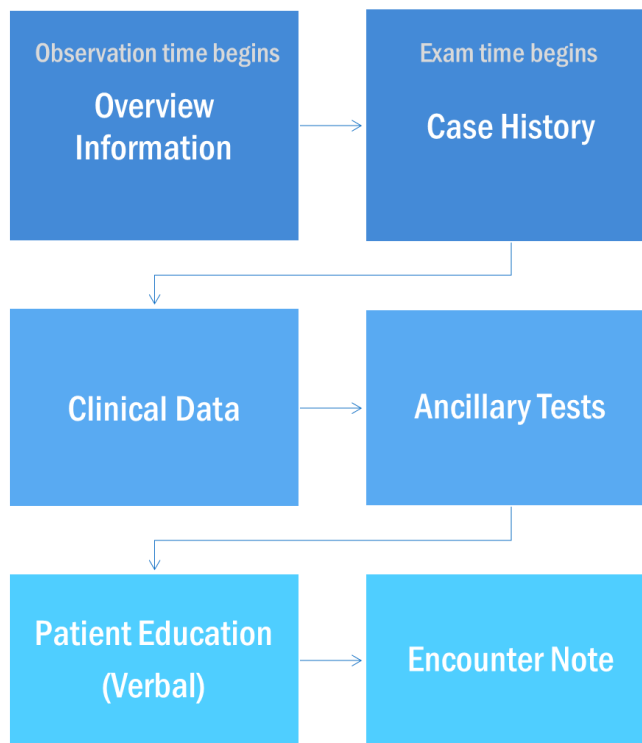 Observation time begins
Overview
Information
Exam time begins
Case History
Clinical Data
Ancillary Tests
Patient Education
(Verbal)
Encounter Note